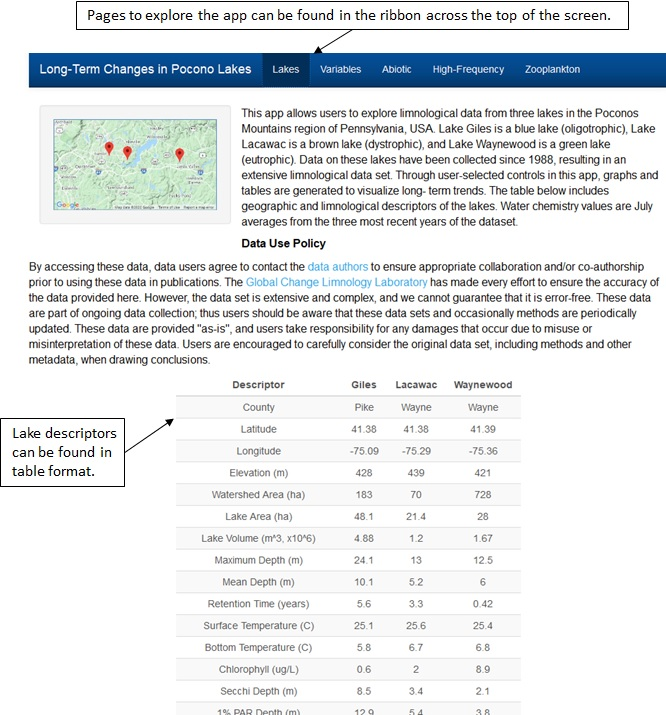 Pages to explore the app can be found in the ribbon across the top of the screen.
Long-Term Changes in Pocono Lakes Lakes Variables Abiotic High-Frequency Zooplankton
Google
This app allows users to explore limnological data from three lakes in the Poconos
Mountains region of Pennsylvania, USA. Lake Giles is a blue lake (oligotrophic), Lake
Lacawac is a brown lake (dystrophic), and Lake Waynewood is a green lake
(eutrophic). Data on these lakes have been collected since 1988, resulting in an
extensive limnological data set. Through user-selected controls in this app, graphs and
tables are generated to visualize long- term trends. The table below includes
geographic and limnological descriptors of the lakes. Water chemistry values are July
averages from the three most recent years of the dataset.
Data Use Policy
By accessing these data, data users agree to contact the data authors to ensure appropriate collaboration and/or co-authorship
prior to using these data in publications. The Global Change Limnology Laboratory has made every effort to ensure the accuracy of
the data provided here. However, the data set is extensive and complex, and we cannot guarantee that it is error-free. These data
are part of ongoing data collection; thus users should be aware that these data sets and occasionally methods are periodically
updated. These data are provided "as-is", and users take responsibility for any damages that occur due to misuse or
misinterpretation of these data. Users are encouraged to carefully consider the original data set, including methods and other
metadata, when drawing conclusions.
Lake descriptors
can be found in
table format.
Descriptor Giles Lacawac Waynewood
County Pike Wayne Wayne
Latitude 41.38 41.38 41.39
Longitude -75.09 -75.29 -75.36
Elevation (m) 428 439 421
Watershed Area (ha) 183 70 728
Lake Area (ha) 48.1 21.4 28
Lake Volume (m^3, x10^6) 4.88 1.2 1.67
Maximum Depth (m) 24.1 13 12.5
Mean Depth (m) 10.1 5.2 6
Retention Time (years) 5.6 3.3 0.42
Surface Temperature (C) 25.1 25.6 25.4
Bottom Temperature (C) 5.8 6.7 6.8
Chlorophyll (ug/L) 0.6 2 8.9
Secchi Depth (m) 8.5 3.4 2.1
1% PAR Depth (m) 12.9 5.4 3.8